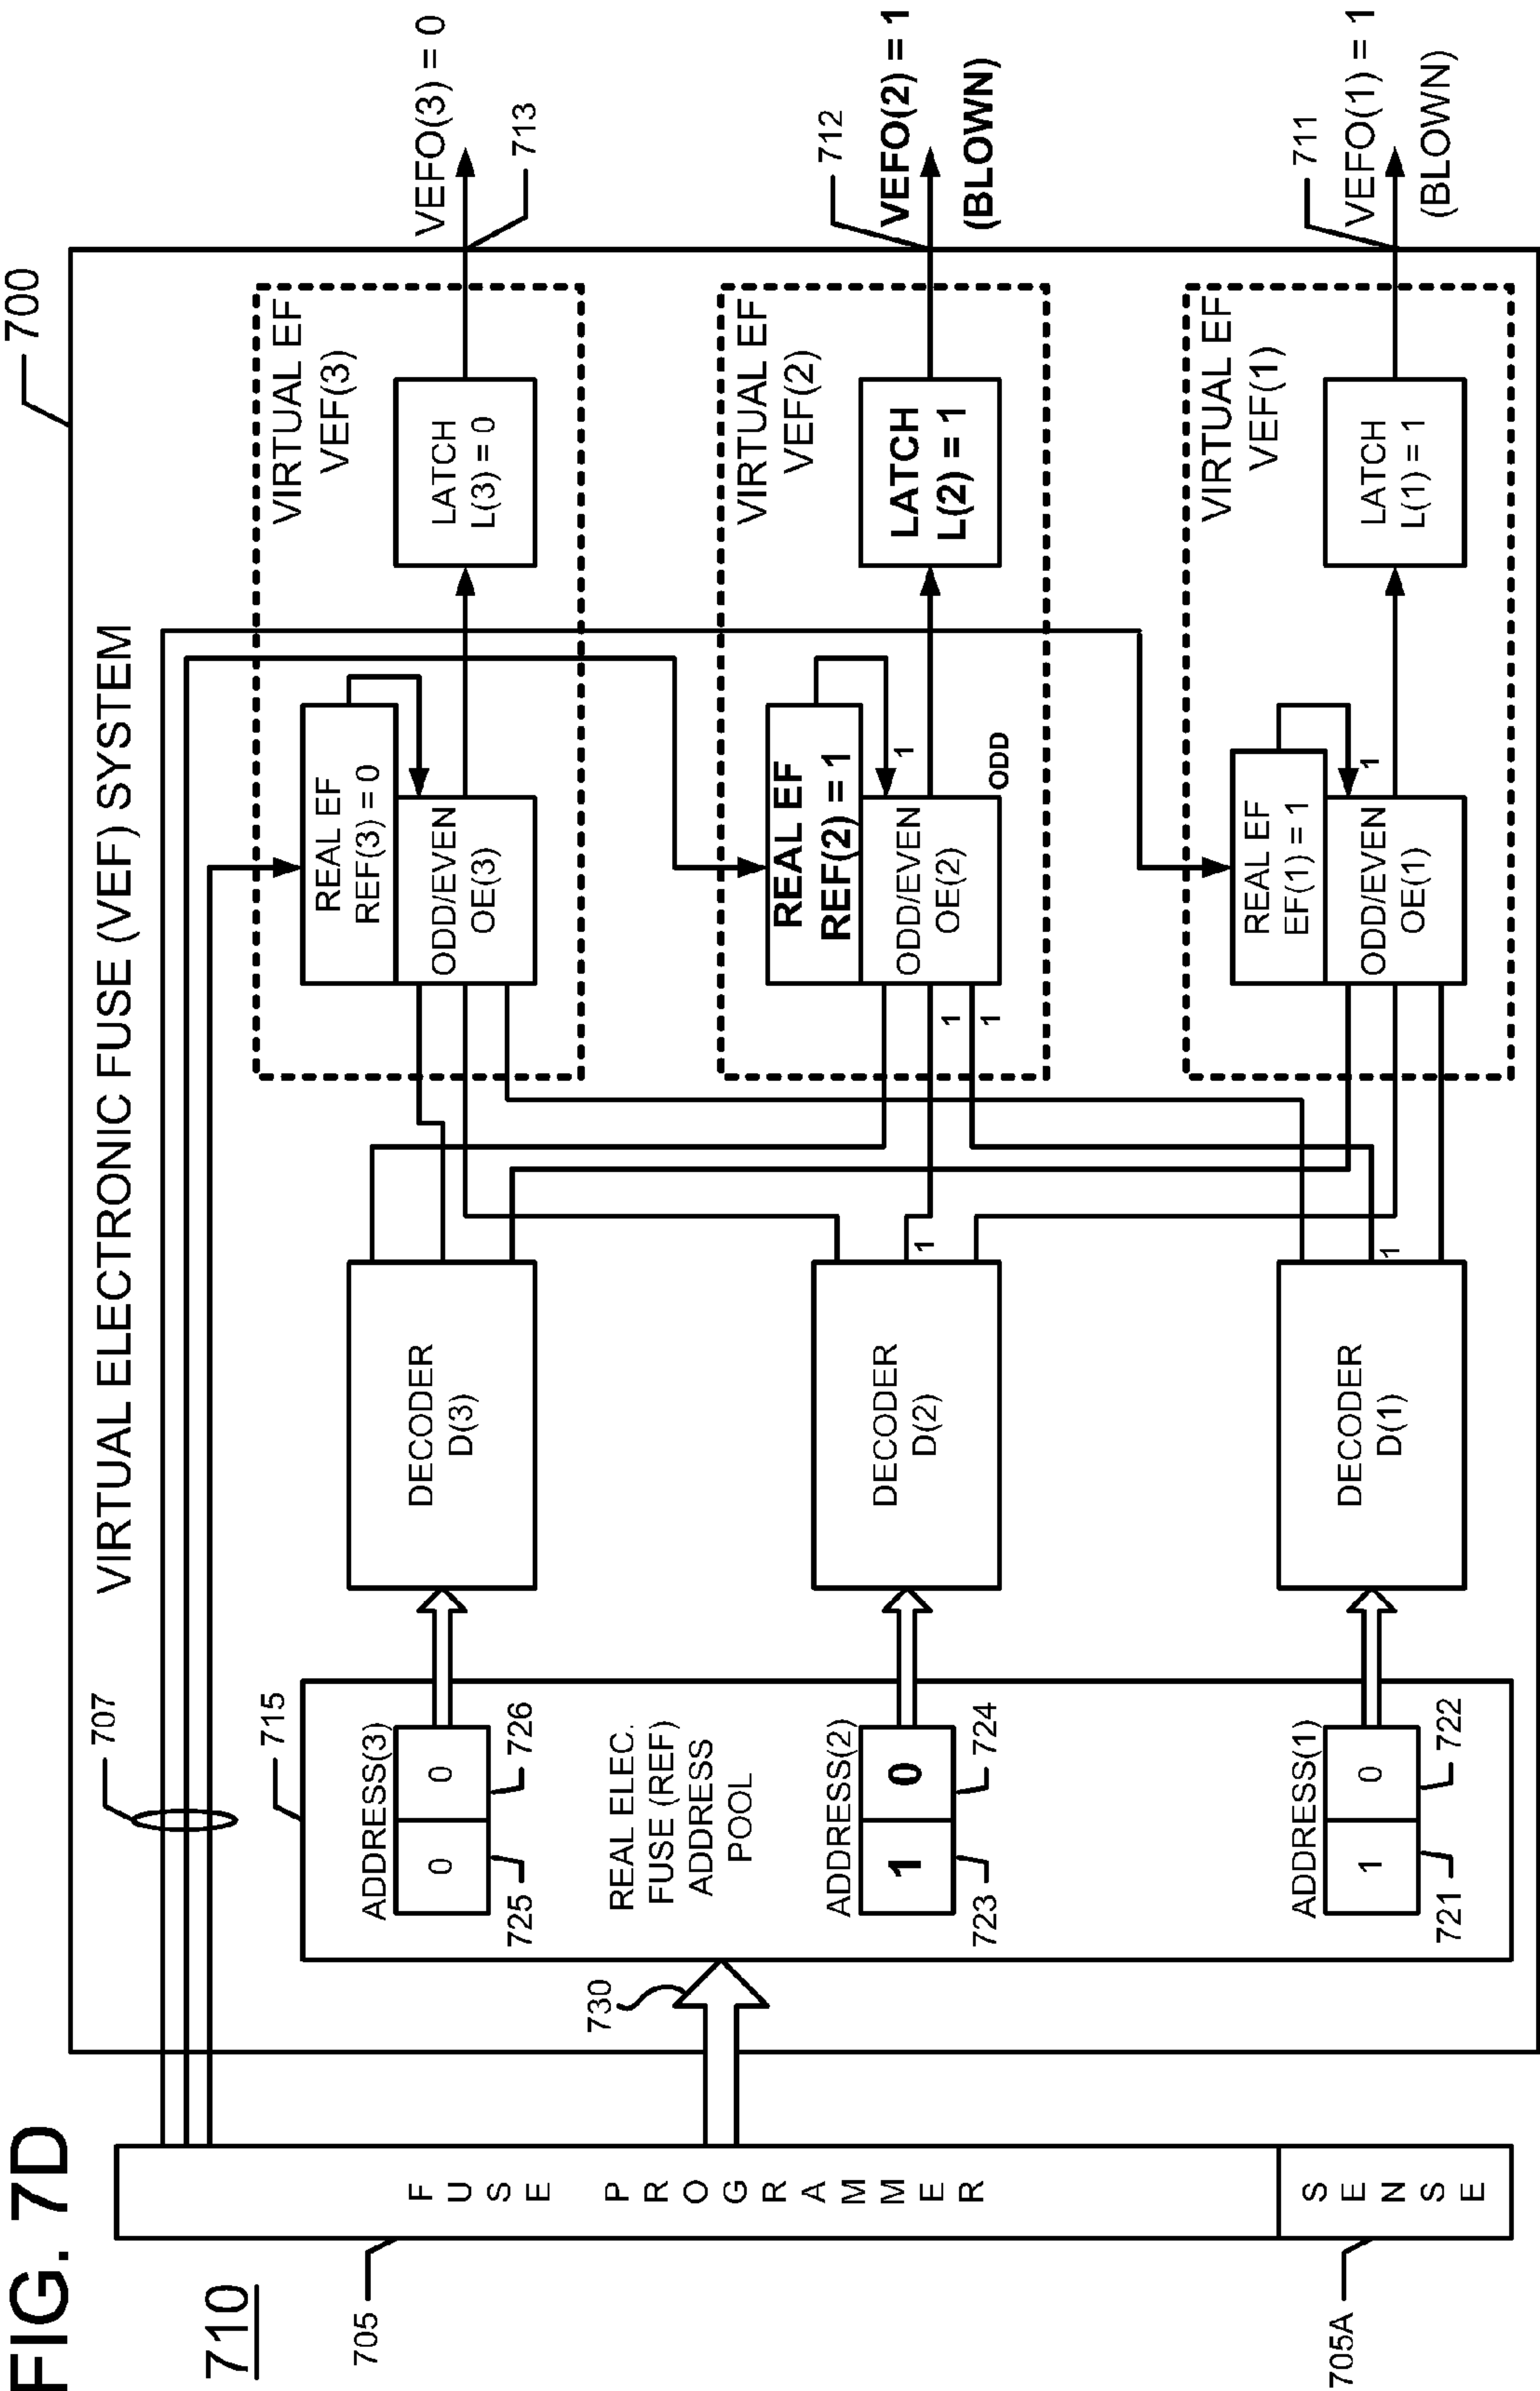 FIG. 7D
710
700
VIRTUAL ELECTRONIC FUSE (VEF) SYSTEM
707
705
FUSE PROGRAMMER
705A
SENSE
730
715
ADDRESS(3)
0 0
725
726
REAL ELEC.
FUSE (REF)
ADDRESS
POOL
ADDRESS(2)
1 0
723
724
ADDRESS(1)
1 0
721
722
DECODER
D(3)
DECODER
D(2)
1
DECODER
D(1)
1
VIRTUAL EF
VEF(3)
REAL EF
REF(3) = 0
ODD/EVEN
OE(3)
LATCH
L(3) = 0
VEFO(3) = 0
713
VIRTUAL EF
VEF(2)
REAL EF
REF(2) = 1
1
ODD/EVEN
OE(2)
1
1
ODD
LATCH
L(2) = 1
712
VEFO(2) = 1
(BLOWN)
VIRTUAL EF
VEF(1)
REAL EF
EF(1) = 1
1
ODD/EVEN
OE(1)
LATCH
L(1) = 1
711
VEFO(1) = 1
(BLOWN)